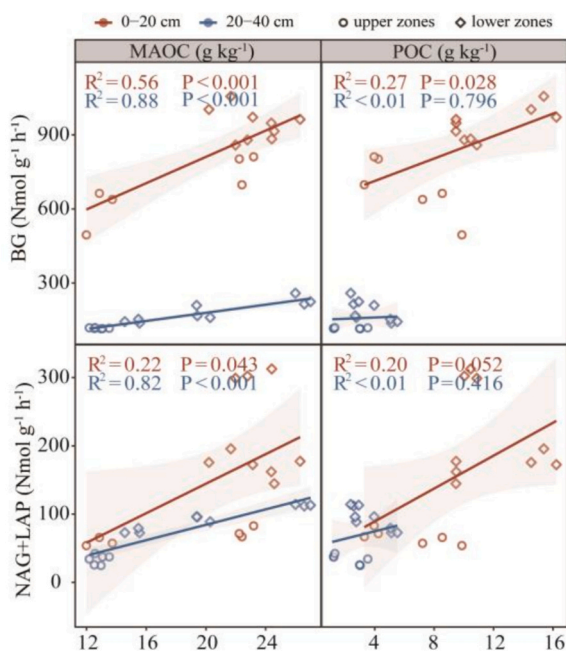 0−20 cm 20−40 cm upper zones lower zones
MAOC (g kg⁻¹) POC (g kg⁻¹)
R² = 0.56 P < 0.001 R² = 0.27 P = 0.028
R² = 0.88 P < 0.001 R² < 0.01 P = 0.796
900
600
300
BG (Nmol g⁻¹ h⁻¹)
R² = 0.22 P = 0.043 R² = 0.20 P = 0.052
R² = 0.82 P < 0.001 R² < 0.01 P = 0.416
300
200
100
0
NAG+LAP (Nmol g⁻¹ h⁻¹)
12 16 20 24 4 8 12 16